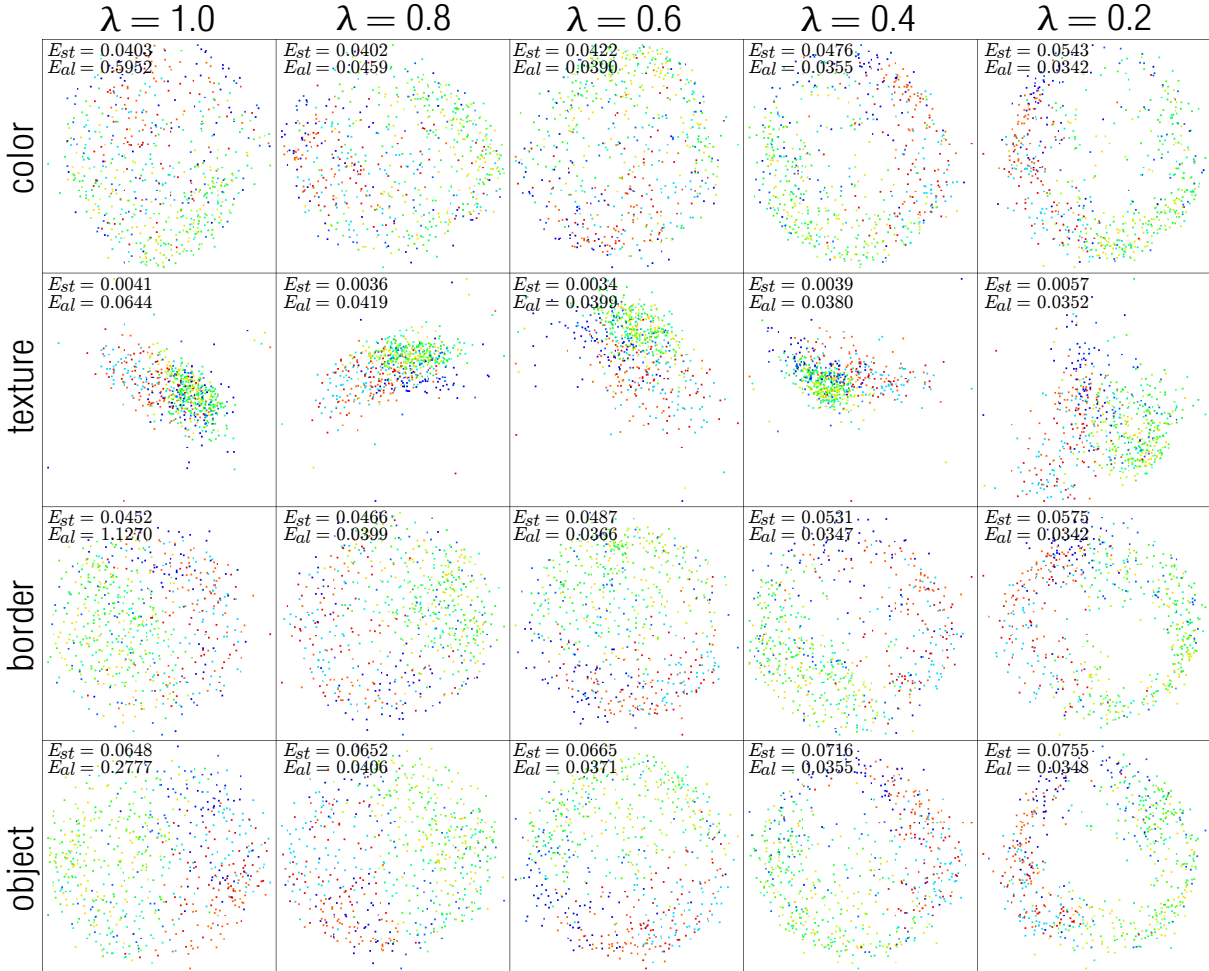 λ = 1.0 λ = 0.8 λ = 0.6 λ = 0.4 λ = 0.2
color
Est = 0.0403
Eal = 0.5952
Est = 0.0402
Eal = 0.0459
Est = 0.0422
Eal = 0.0390
Est = 0.0476
Eal = 0.0355
Est = 0.0543
Eal = 0.0342
texture
Est = 0.0041
Eal = 0.0644
Est = 0.0036
Eal = 0.0419
Est = 0.0034
Eal = 0.0399
Est = 0.0039
Eal = 0.0380
Est = 0.0057
Eal = 0.0352
border
Est = 0.0452
Eal = 1.1270
Est = 0.0466
Eal = 0.0399
Est = 0.0487
Eal = 0.0366
Est = 0.0531
Eal = 0.0347
Est = 0.0575
Eal = 0.0342
object
Est = 0.0648
Eal = 0.2777
Est = 0.0652
Eal = 0.0406
Est = 0.0665
Eal = 0.0371
Est = 0.0716
Eal = 0.0355
Est = 0.0755
Eal = 0.0348